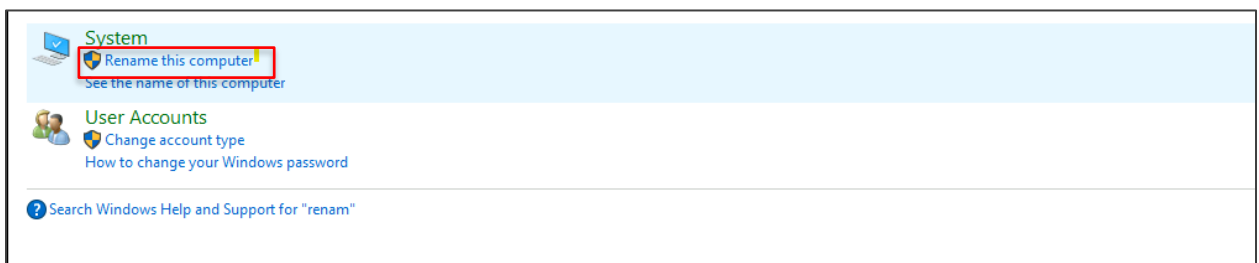 System
Rename this computer
See the name of this computer
User Accounts
Change account type
How to change your Windows password
? Search Windows Help and Support for "renam"